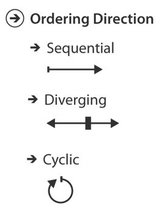 Ordering Direction
Sequential
Diverging
Cyclic